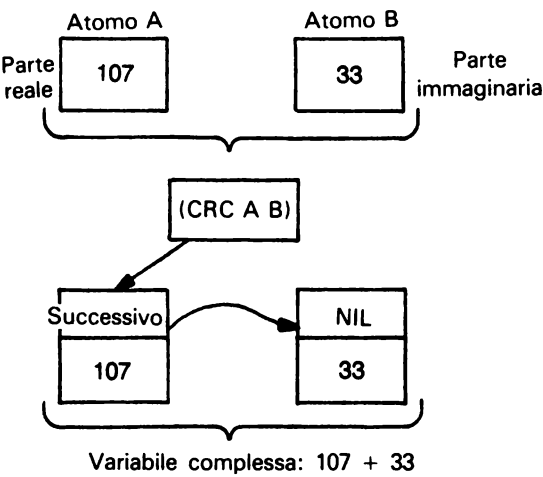 Atomo A
Atomo B
Parte
reale
107
33
Parte
immaginaria
(CRC A B)
Successivo
NIL
107
33
Variabile complessa: 107 + 33